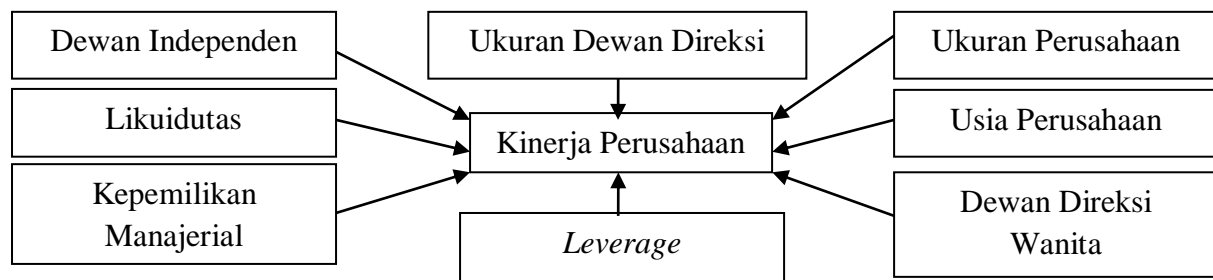 Dewan Independen
Ukuran Dewan Direksi
Ukuran Perusahaan
Likuidutas
Kinerja Perusahaan
Usia Perusahaan
Kepemilikan
Manajerial
Leverage
Dewan Direksi
Wanita